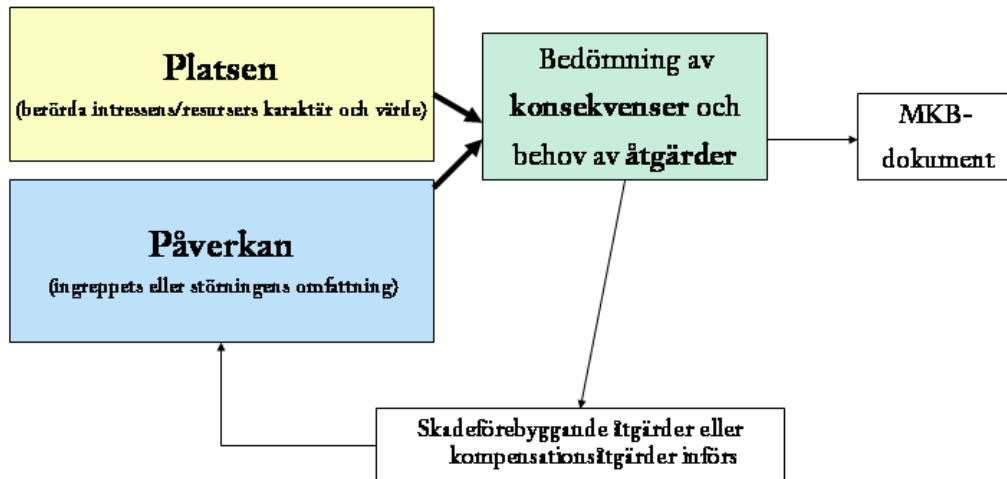 Platsen
(berörda intressens/resursers karaktär och värde)
Bedömning av
konsekvenser och
behov av åtgärder
MKB-
dokument
Påverkan
(ingreppets eller störningens omfattning)
Skadeförebyggande åtgärder eller
kompensationsåtgärder införs